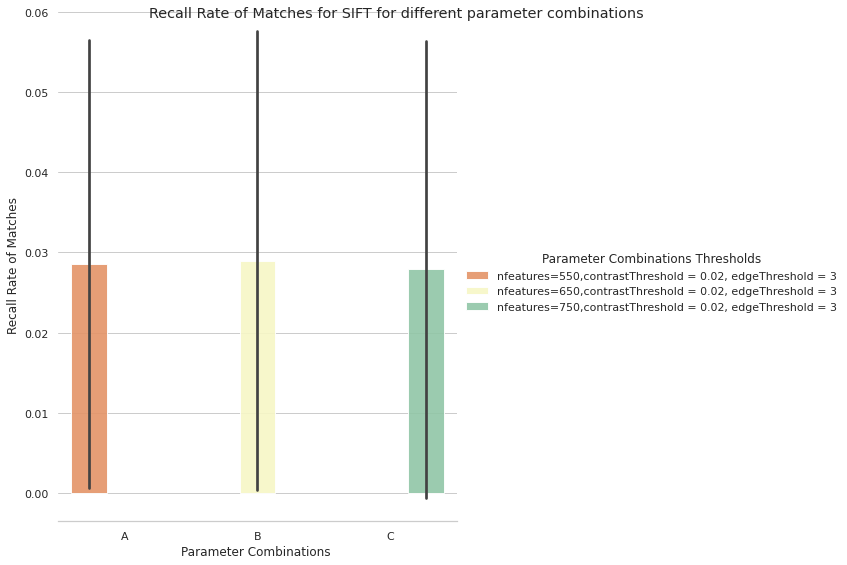 Recall Rate of Matches for SIFT for different parameter combinations
0.06
0.05
0.04
0.03
0.02
0.01
0.00
Recall Rate of Matches
A B C
Parameter Combinations
Parameter Combinations Thresholds
nfeatures=550,contrastThreshold = 0.02, edgeThreshold = 3
nfeatures=650,contrastThreshold = 0.02, edgeThreshold = 3
nfeatures=750,contrastThreshold = 0.02, edgeThreshold = 3